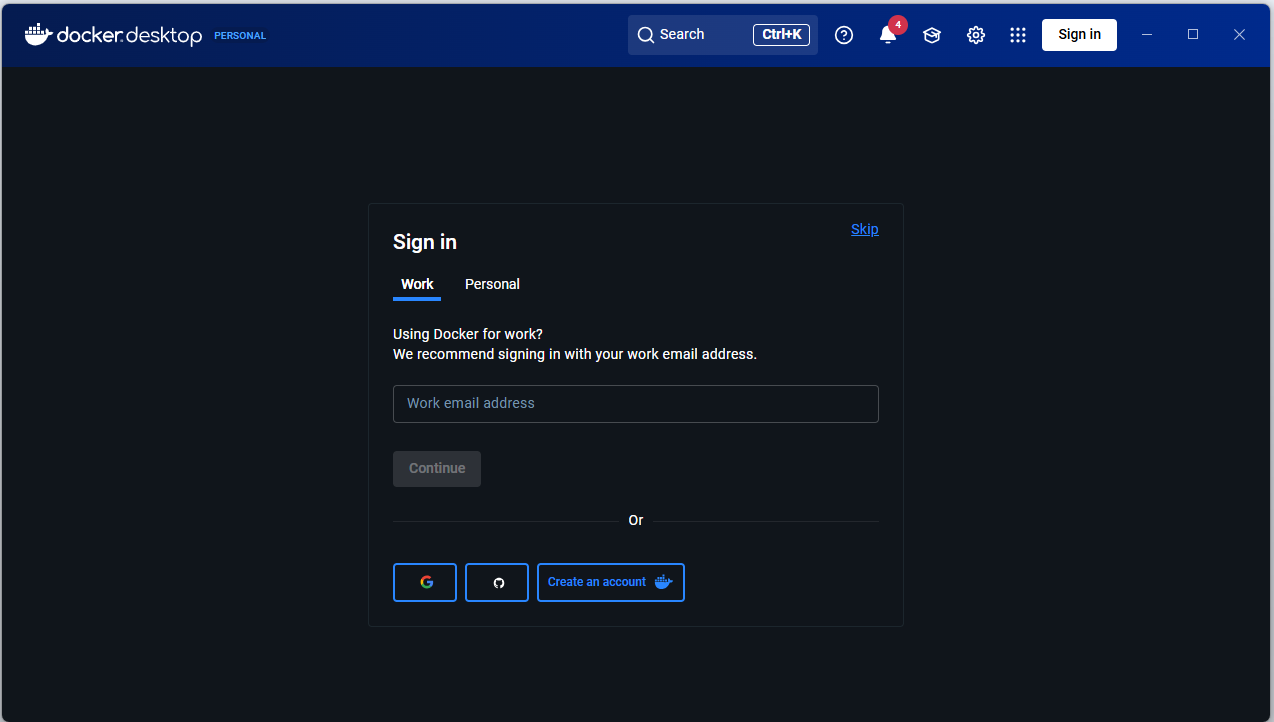 docker.desktop PERSONAL Search Ctrl+K 4 Sign in
Sign in Skip
Work Personal
Using Docker for work?
We recommend signing in with your work email address.
Work email address
Continue
Or
Create an account